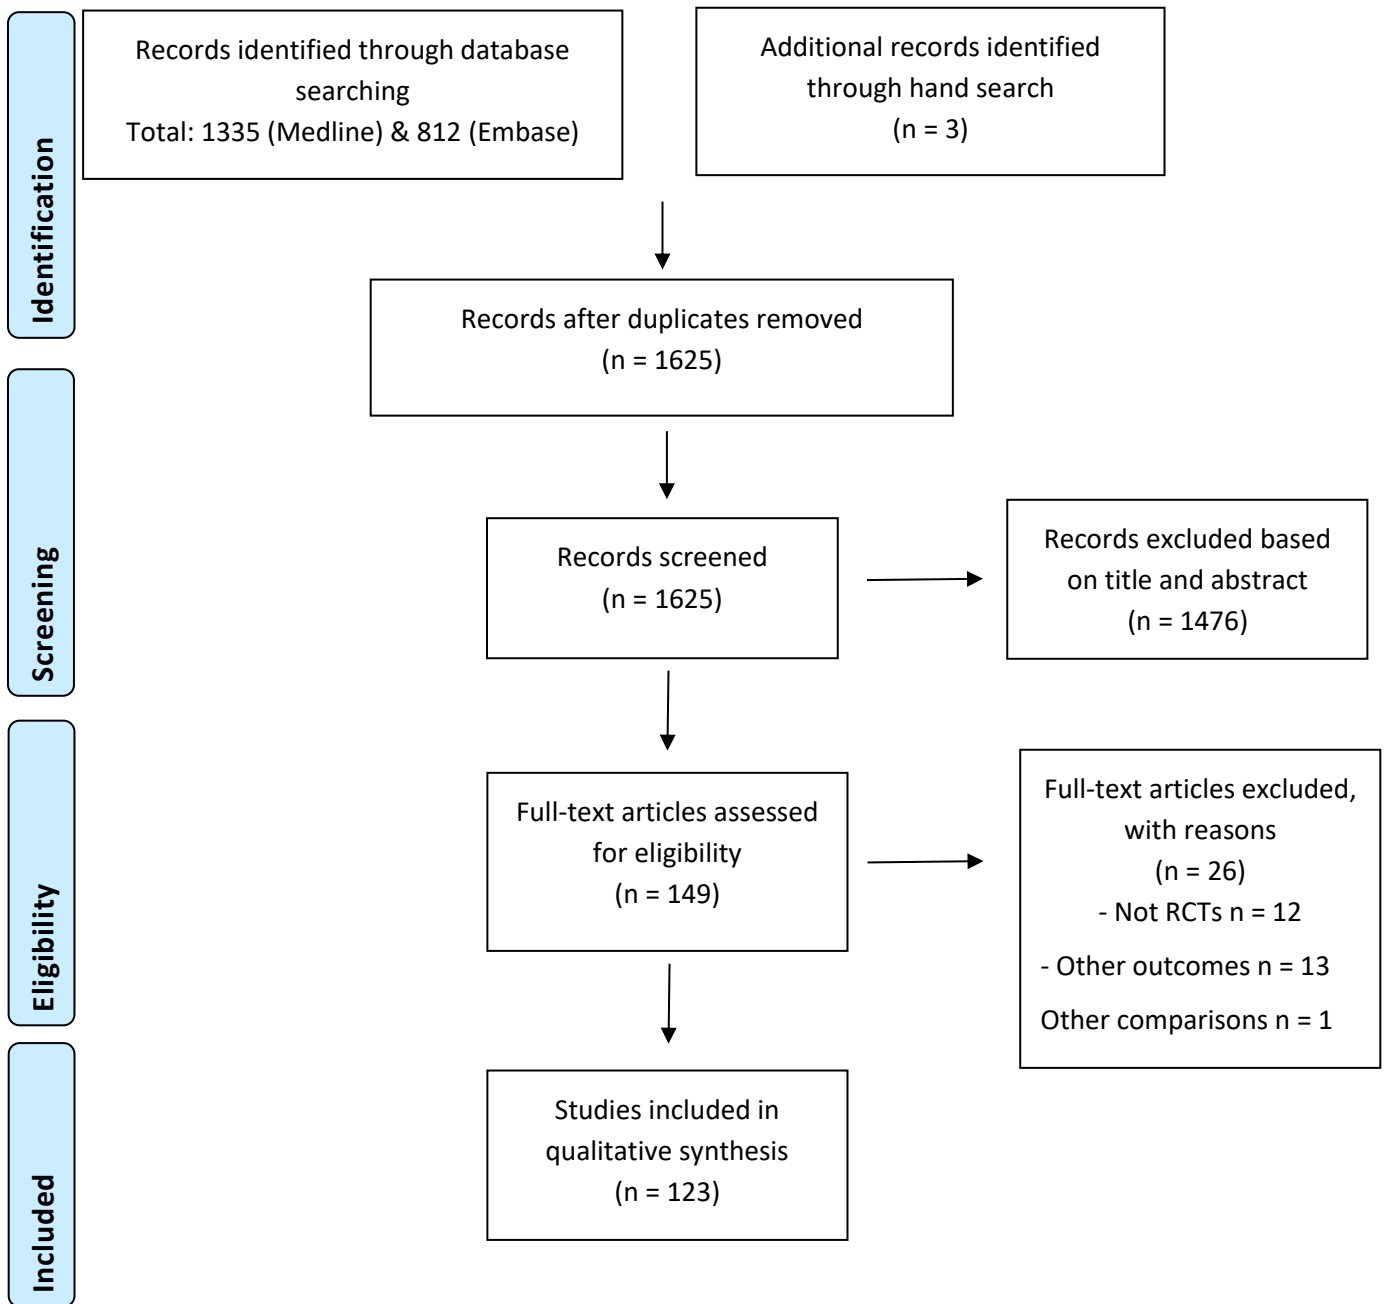 Identification
Records identified through database
searching
Total: 1335 (Medline) & 812 (Embase)
Additional records identified
through hand search
(n = 3)
Records after duplicates removed
(n = 1625)
Screening
Records screened
(n = 1625)
Records excluded based
on title and abstract
(n = 1476)
Eligibility
Full-text articles assessed
for eligibility
(n = 149)
Full-text articles excluded,
with reasons
(n = 26)
- Not RCTs n = 12
- Other outcomes n = 13
Other comparisons n = 1
Included
Studies included in
qualitative synthesis
(n = 123)